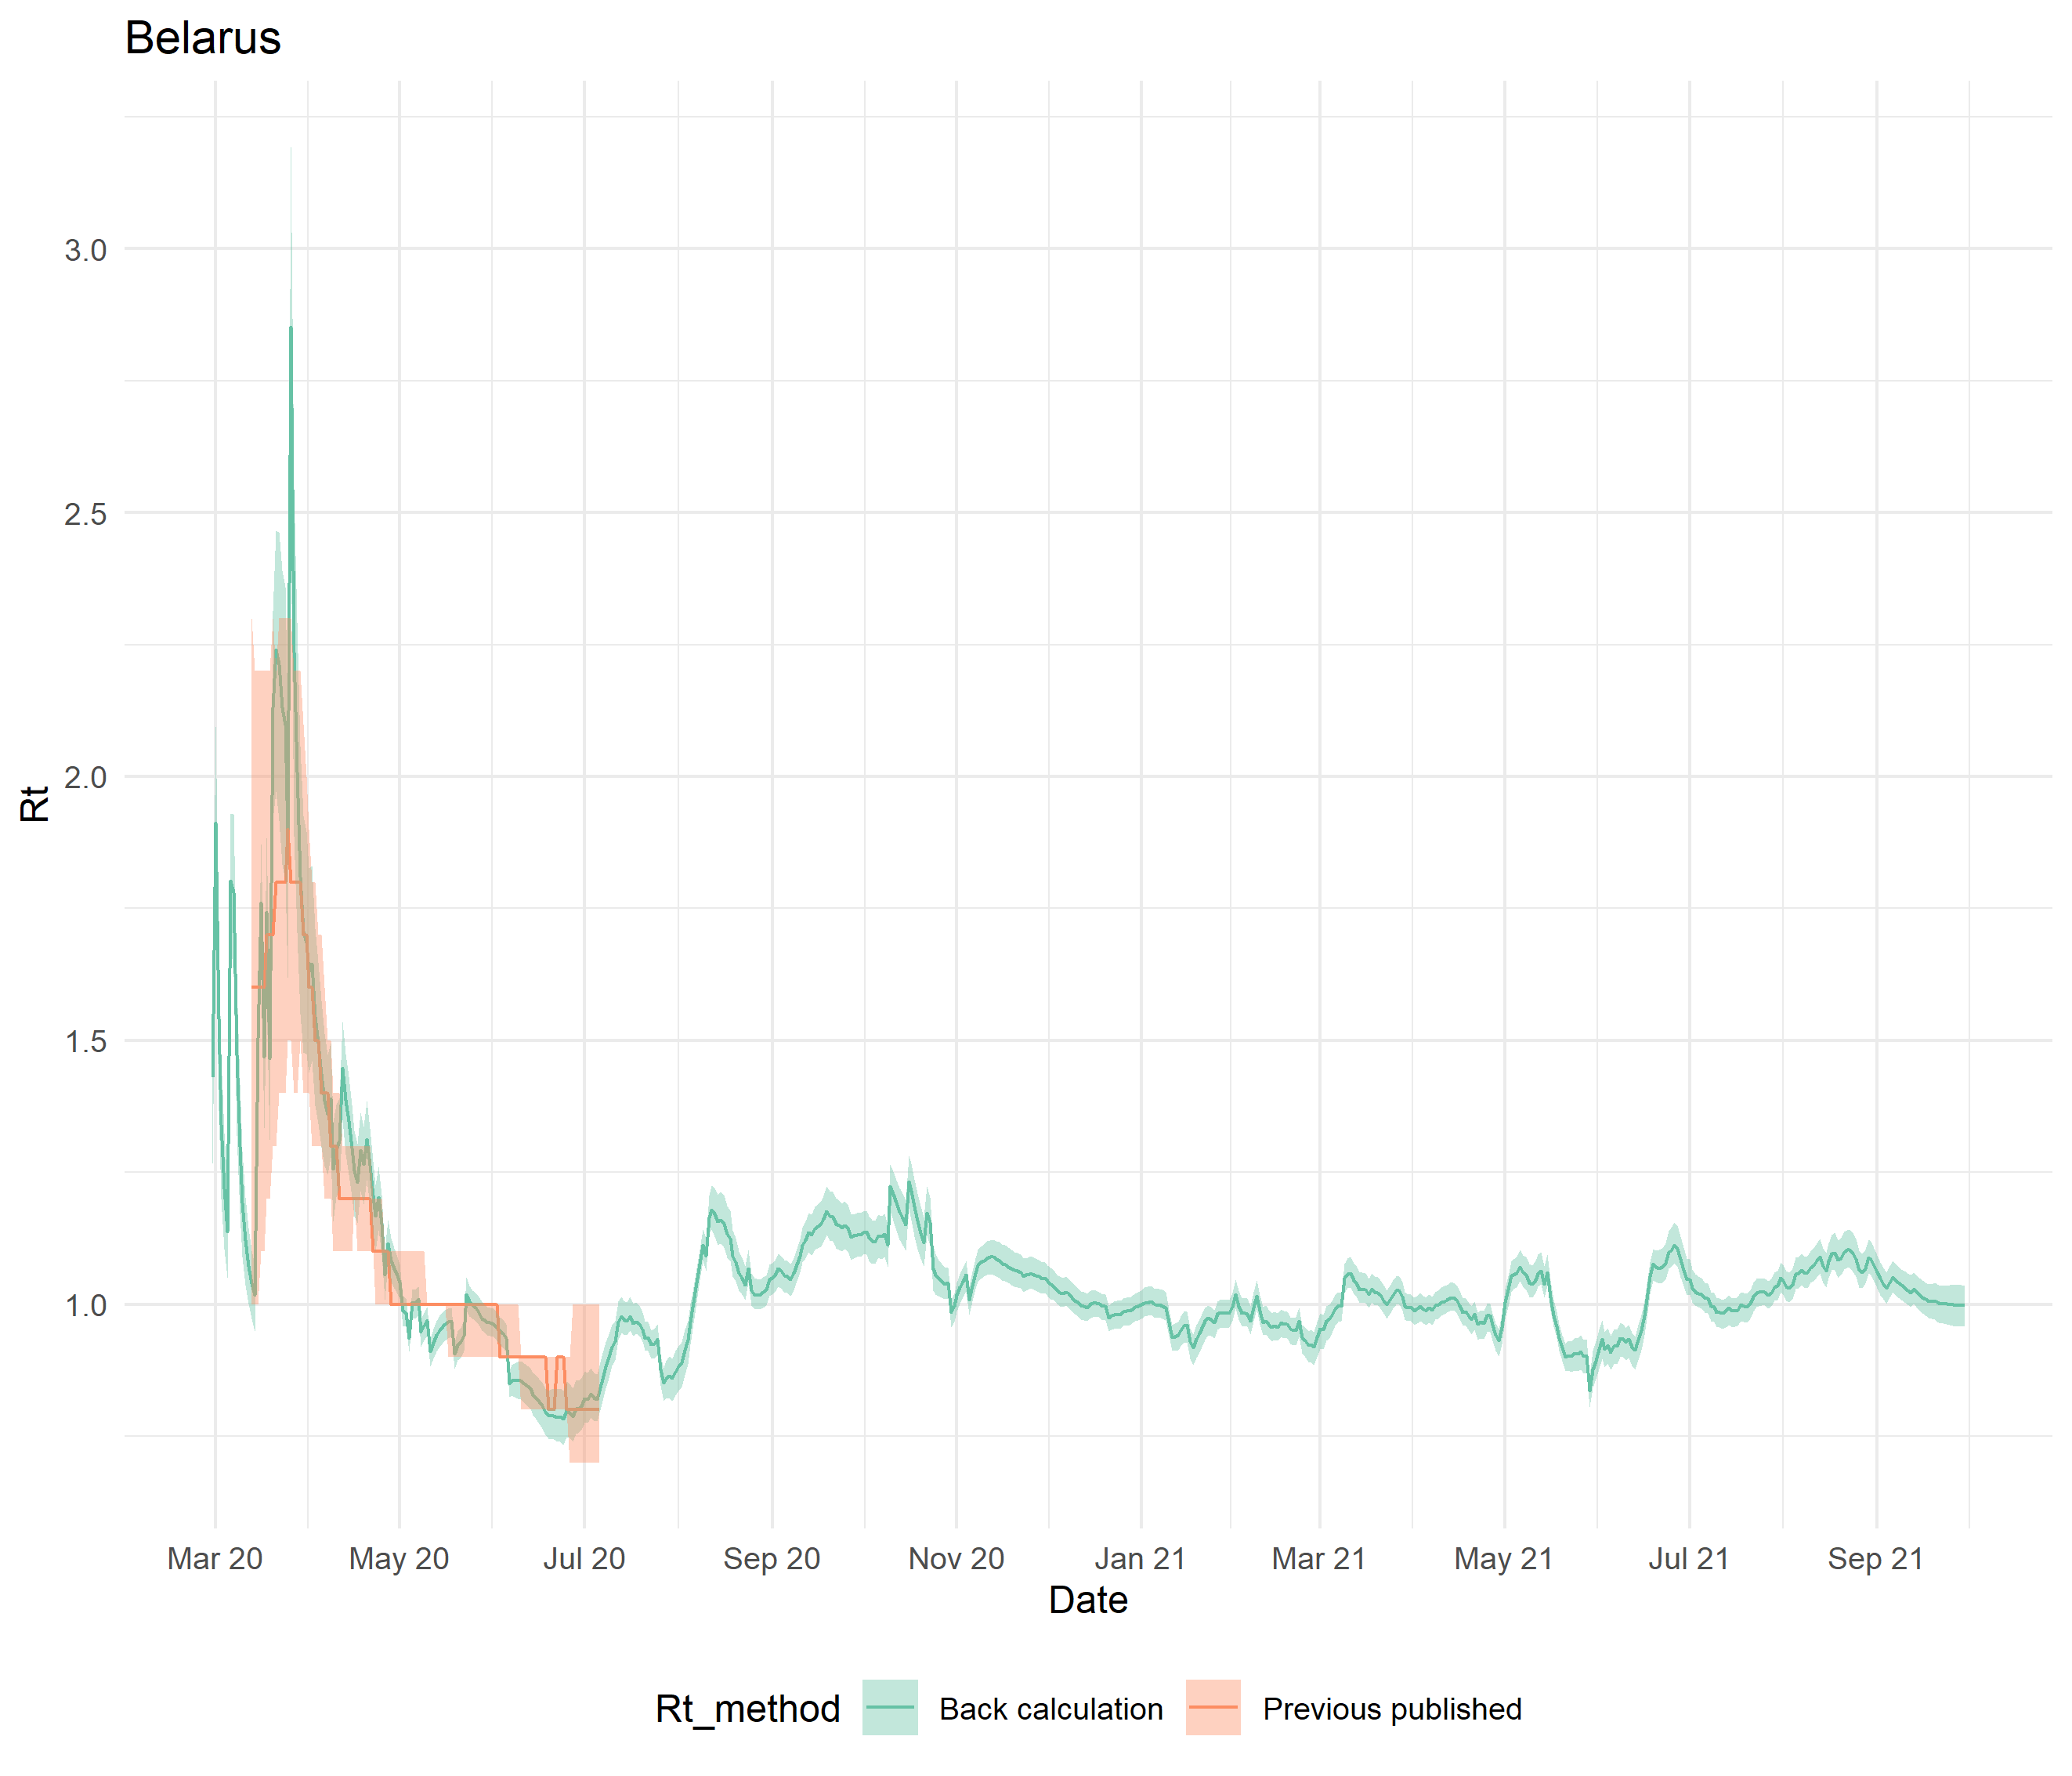 Belarus
3.0
2.5
2.0
1.5
1.0
Rt
Mar 20 May 20 Jul 20 Sep 20 Nov 20 Jan 21 Mar 21 May 21 Jul 21 Sep 21
Date
Rt_method Back calculation Previous published